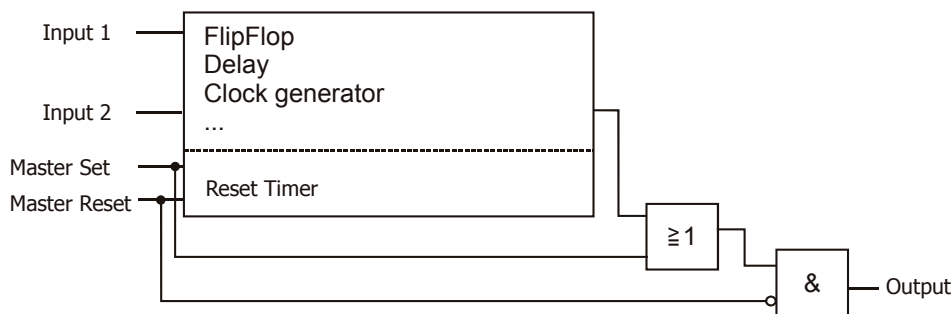 Input 1
FlipFlop
Delay
Clock generator
Input 2
...
Master Set
Master Reset
Reset Timer
≧1
&
Output